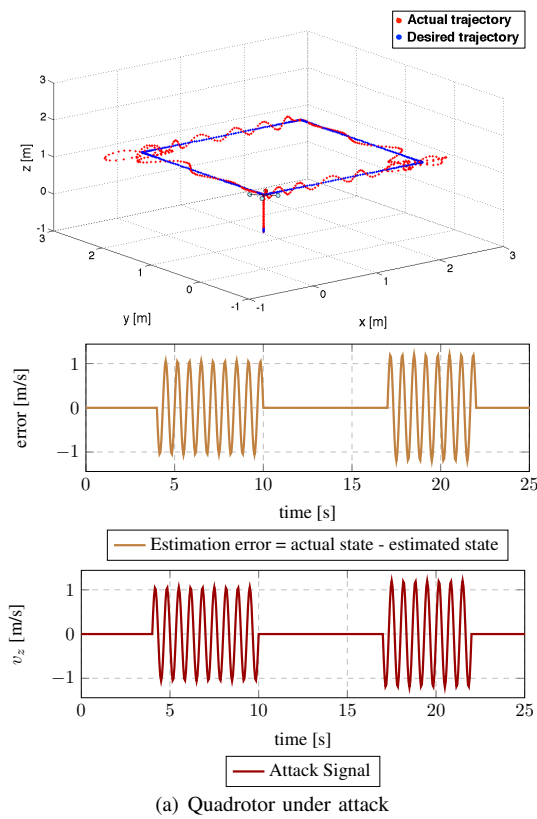 Actual trajectory
Desired trajectory
3
2
1
0
-1
z [m]
3
2
1
0
-1
y [m]
-1
0
1
2
3
x [m]
1
0
−1
error [m/s]
0 5 10 15 20 25
time [s]
Estimation error = actual state - estimated state
1
0
−1
v_z [m/s]
0 5 10 15 20 25
time [s]
Attack Signal
(a) Quadrotor under attack